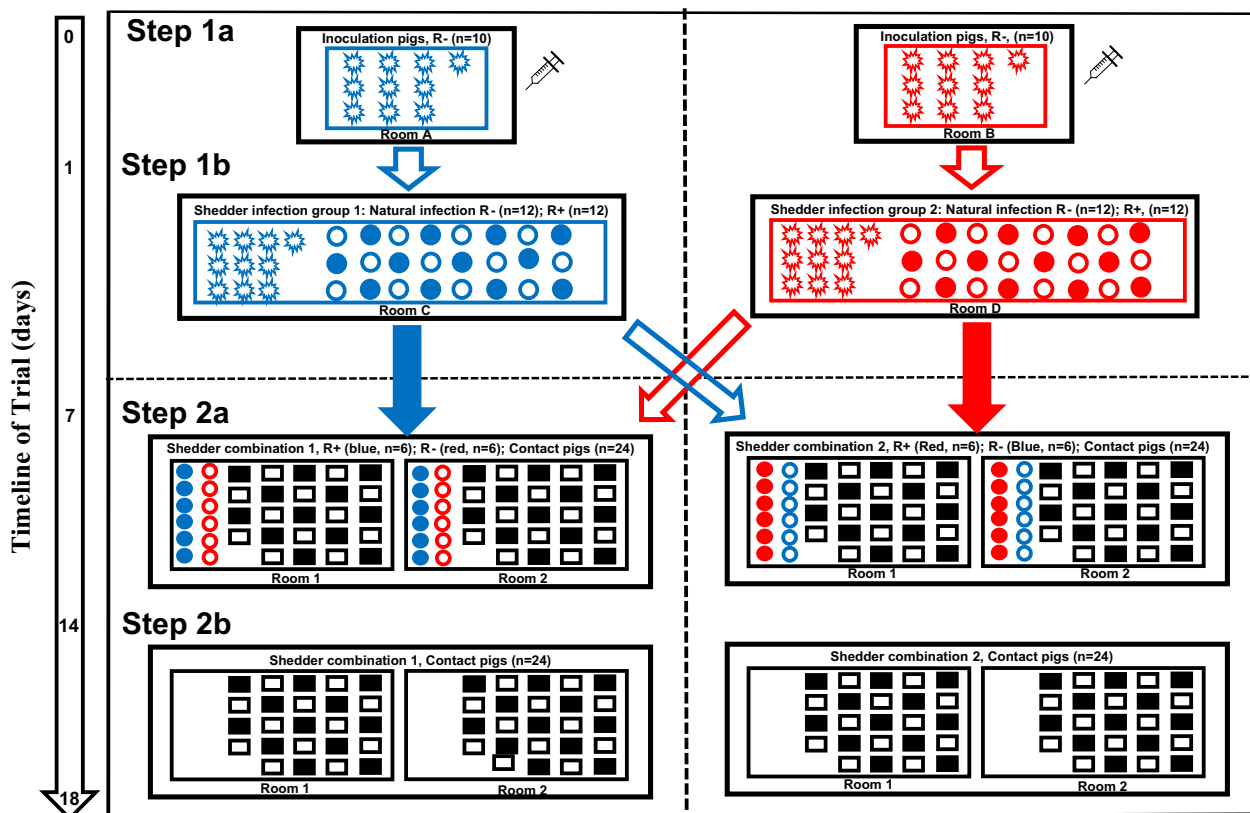 Timeline of Trial (days)
0
1
7
14
18
Step 1a
Inoculation pigs, R- (n=10)
Room A
Inoculation pigs, R-, (n=10)
Room B
Step 1b
Shedder infection group 1: Natural infection R- (n=12); R+ (n=12)
Room C
Shedder infection group 2: Natural infection R- (n=12); R+, (n=12)
Room D
Step 2a
Shedder combination 1, R+ (blue, n=6); R- (red, n=6); Contact pigs (n=24)
Room 1
Room 2
Shedder combination 2, R+ (Red, n=6); R- (Blue, n=6); Contact pigs (n=24)
Room 1
Room 2
Step 2b
Shedder combination 1, Contact pigs (n=24)
Room 1
Room 2
Shedder combination 2, Contact pigs (n=24)
Room 1
Room 2